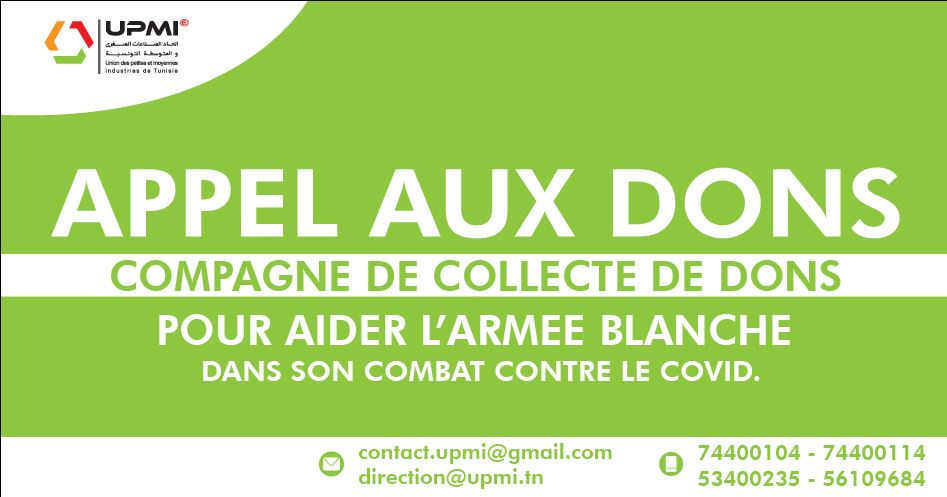 UPMI
اتحاد الصناعات الصغرى
و المتوسطة التونسية
Union des petites et moyennes
Industries de Tunisie
APPEL AUX DONS
COMPAGNE DE COLLECTE DE DONS
POUR AIDER L’ARMEE BLANCHE
DANS SON COMBAT CONTRE LE COVID.
contact.upmi@gmail.com
direction@upmi.tn
74400104 - 74400114
53400235 - 56109684